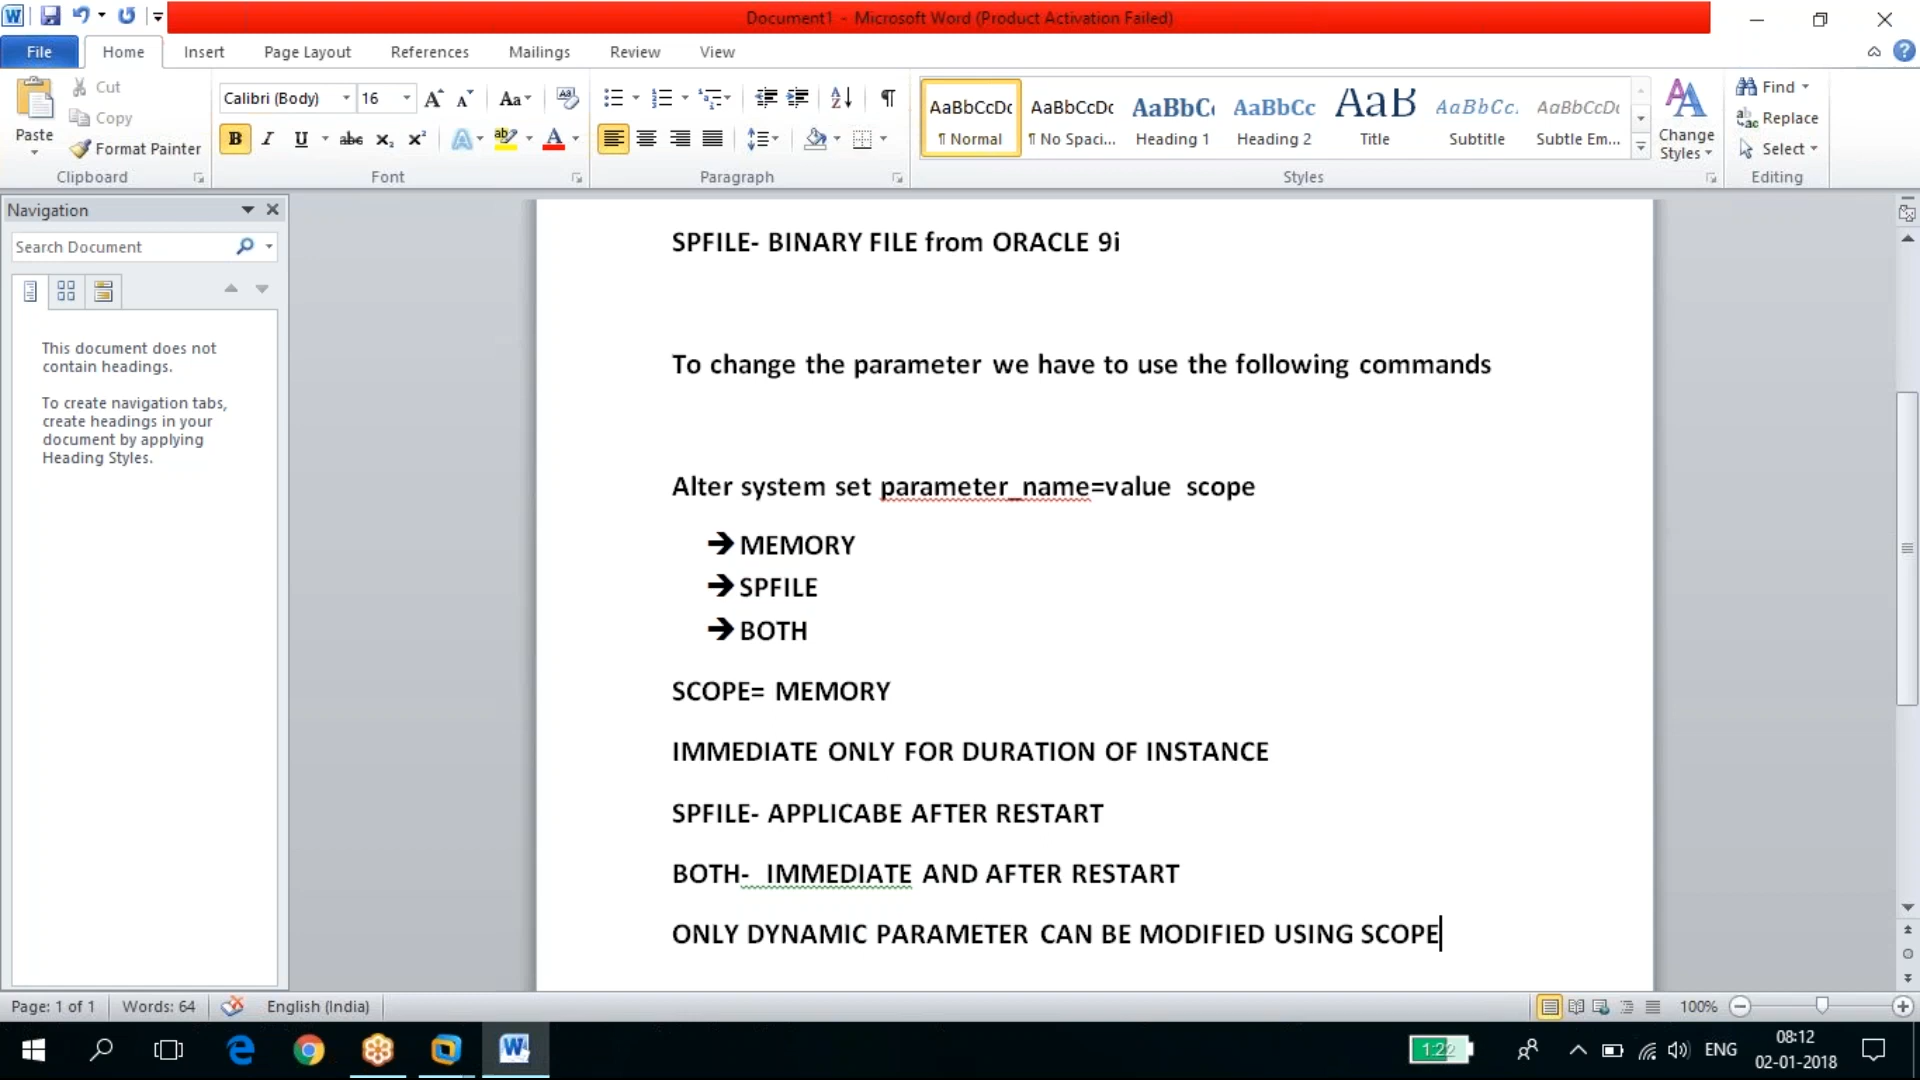 Document1 - Microsoft Word (Product Activation Failed)
File Home Insert Page Layout References Mailings Review View
Cut
Copy
Format Painter
Paste
Clipboard
Calibri (Body) 16
Font
Paragraph
AaBbCcDc AaBbCcDc AaBbC AaBbCc AaB AaBbCc. AaBbCcDc
¶ Normal ¶ No Spaci... Heading 1 Heading 2 Title Subtitle Subtle Em...
Change
Styles
Styles
Find
Replace
Select
Editing
Navigation
Search Document
This document does not
contain headings.
To create navigation tabs,
create headings in your
document by applying
Heading Styles.
SPFILE- BINARY FILE from ORACLE 9i
To change the parameter we have to use the following commands
Alter system set parameter_name=value scope
➔ MEMORY
➔ SPFILE
➔ BOTH
SCOPE= MEMORY
IMMEDIATE ONLY FOR DURATION OF INSTANCE
SPFILE- APPLICABE AFTER RESTART
BOTH- IMMEDIATE AND AFTER RESTART
ONLY DYNAMIC PARAMETER CAN BE MODIFIED USING SCOPE
Page: 1 of 1 Words: 64 English (India) 100%
1:22 ENG 08:12
02-01-2018